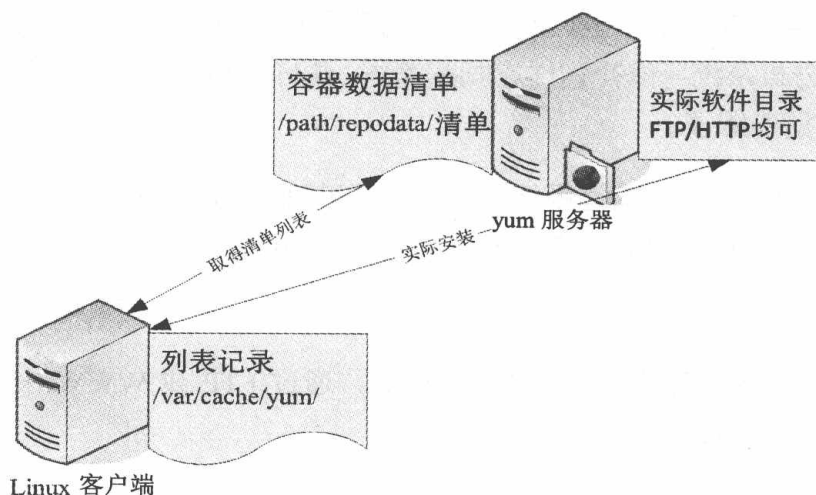 容器数据清单
/path/repodata/清单
实际软件目录
FTP/HTTP均可
yum 服务器
取得清单列表
实际安装
列表记录
/var/cache/yum/
Linux 客户端